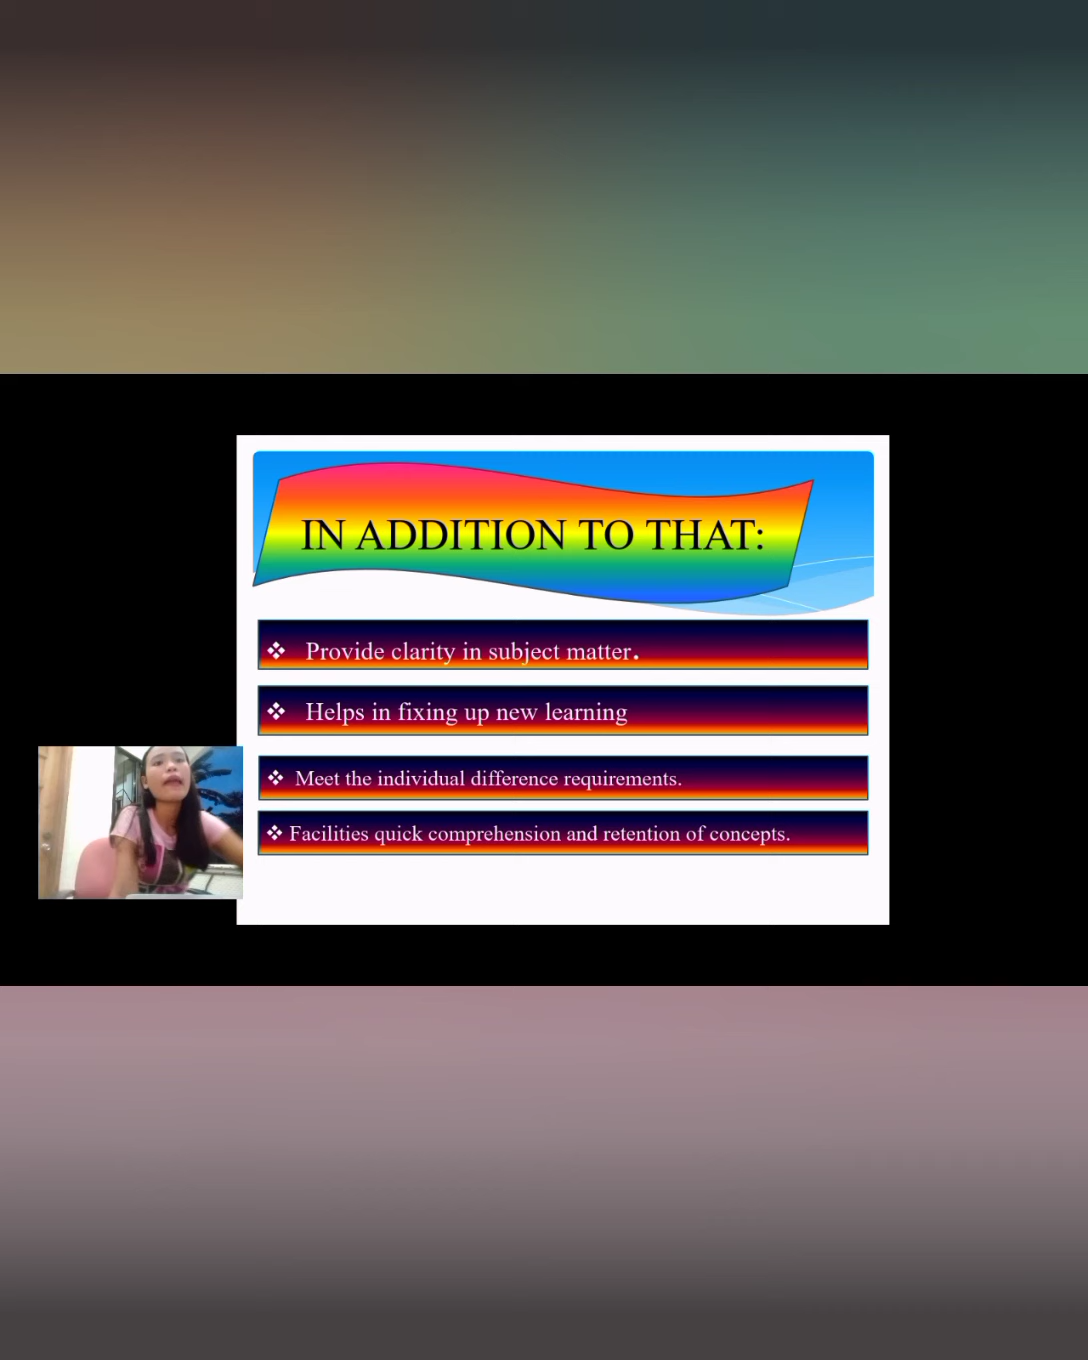 IN ADDITION TO THAT:
❖ Provide clarity in subject matter.
❖ Helps in fixing up new learning
❖ Meet the individual difference requirements.
❖ Facilities quick comprehension and retention of concepts.